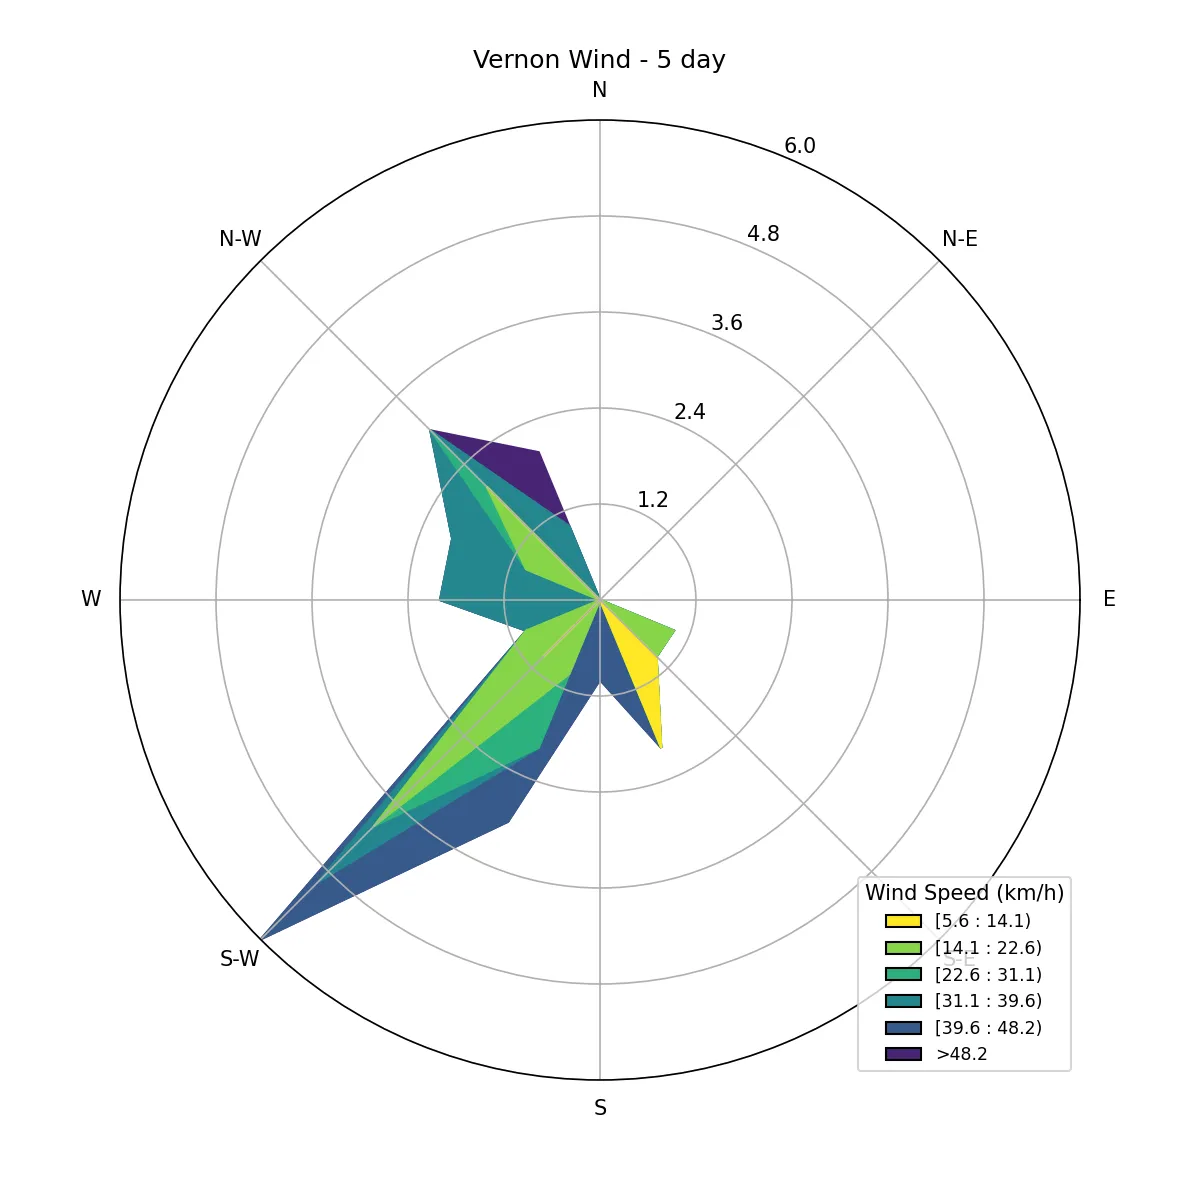 Vernon Wind - 5 day
N
6.0
4.8
N-W
N-E
3.6
2.4
1.2
W
E
Wind Speed (km/h)
[5.6 : 14.1)
[14.1 : 22.6)
S-W
S-E
[22.6 : 31.1)
[31.1 : 39.6)
[39.6 : 48.2)
>48.2
S